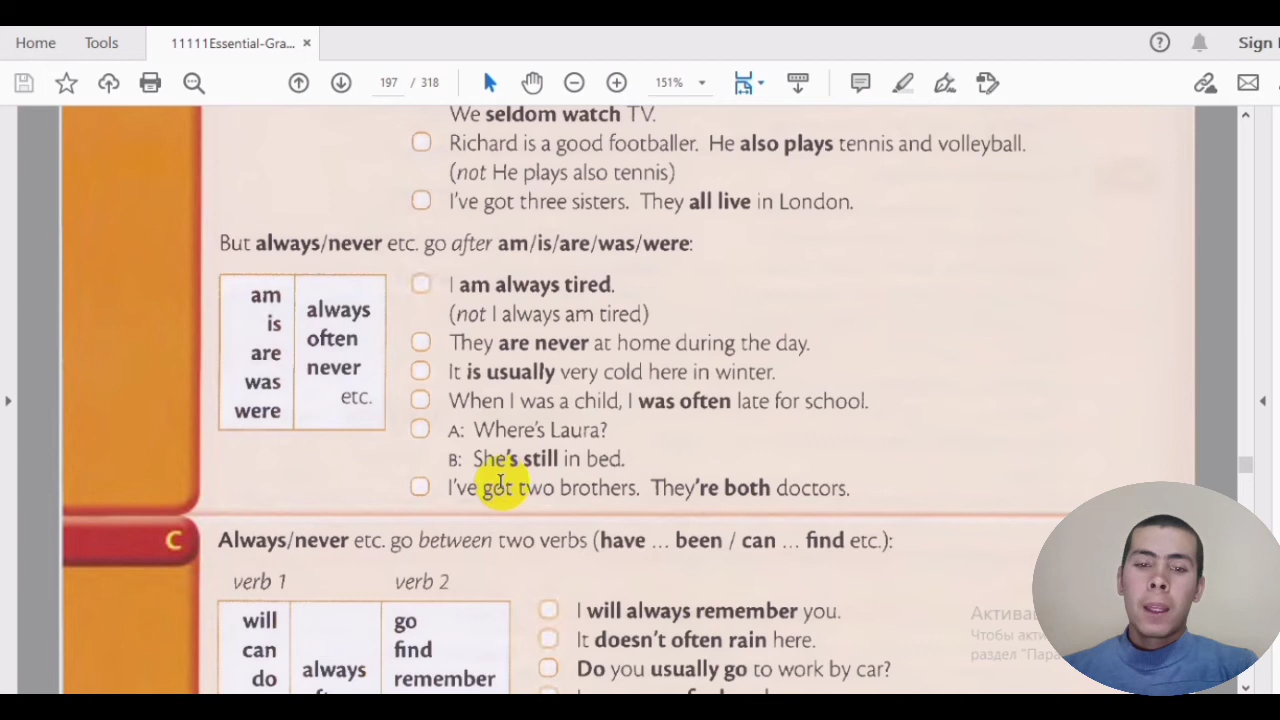 Home Tools 11111Essential-Gra... × Sign
197 / 318 151%
We seldom watch TV.
Richard is a good footballer. He also plays tennis and volleyball.
(not He plays also tennis)
I've got three sisters. They all live in London.
But always/never etc. go after am/is/are/was/were:
am
is
are
was
were
always
often
never
etc.
I am always tired.
(not I always am tired)
They are never at home during the day.
It is usually very cold here in winter.
When I was a child, I was often late for school.
A: Where's Laura?
B: She's still in bed.
I've got two brothers. They're both doctors.
C
Always/never etc. go between two verbs (have ... been / can ... find etc.):
verb 1 verb 2
will
can
do
always
go
find
remember
I will always remember you.
It doesn't often rain here.
Do you usually go to work by car?